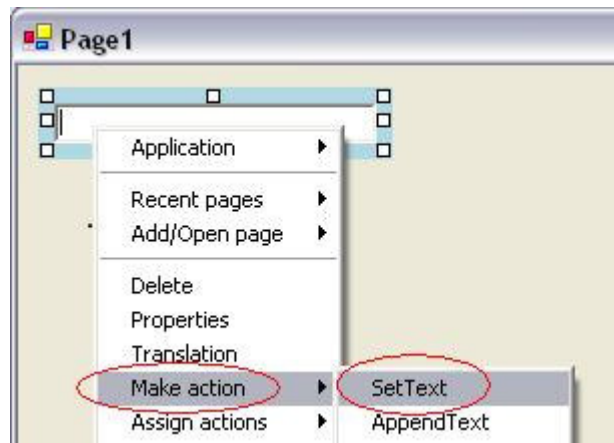 Page1
Application
Recent pages
Add/Open page
Delete
Properties
Translation
Make action
SetText
Assign actions
AppendText